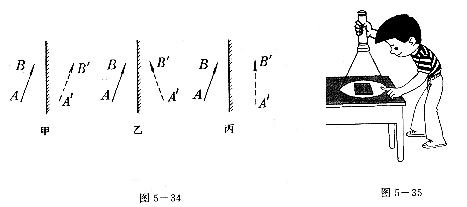 B B′ B B′ B B′
A A′ A A′ A A′
甲 乙 丙
图 5-34
图 5-35